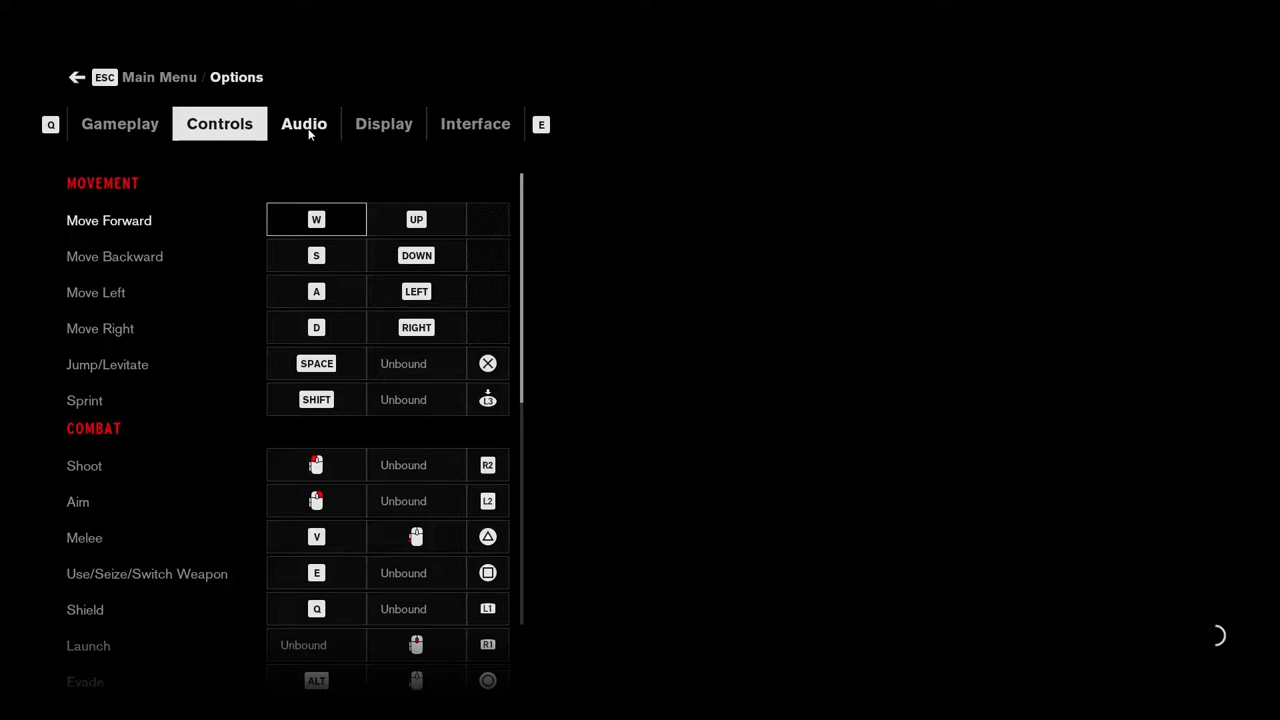 ESC Main Menu / Options
Q Gameplay Controls Audio Display Interface E
MOVEMENT
Move Forward W UP
Move Backward S DOWN
Move Left A LEFT
Move Right D RIGHT
Jump/Levitate SPACE Unbound
Sprint SHIFT Unbound L3
COMBAT
Shoot Unbound R2
Aim Unbound L2
Melee V
Use/Seize/Switch Weapon E Unbound
Shield Q Unbound L1
Launch Unbound R1
Evade ALT